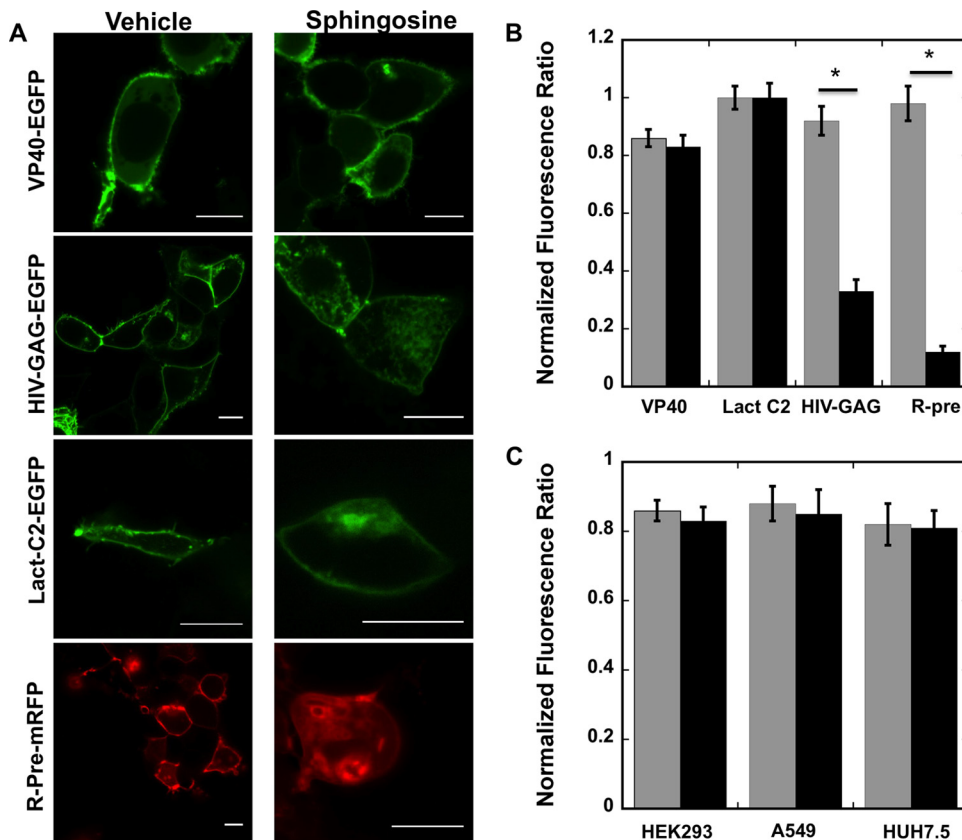 A
Vehicle
Sphingosine
VP40-EGFP
HIV-GAG-EGFP
Lact-C2-EGFP
R-Pre-mRFP
B
Normalized Fluorescence Ratio
1.2
1
0.8
0.6
0.4
0.2
0
*
*
VP40
Lact C2
HIV-GAG
R-pre
C
Normalized Fluorescence Ratio
1
0.8
0.6
0.4
0.2
0
HEK293
A549
HUH7.5